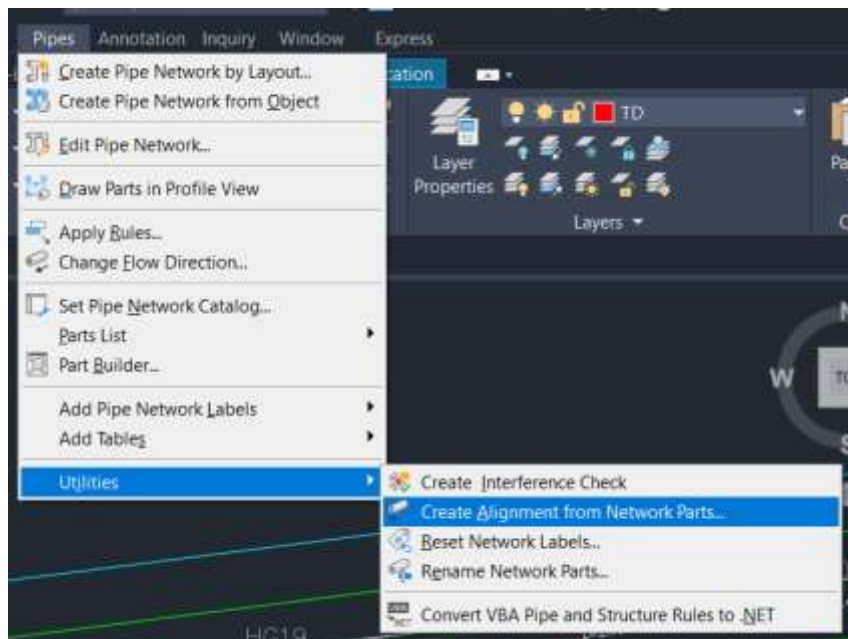 Pipes Annotation Inquiry Window Express
Create Pipe Network by Layout...
Create Pipe Network from Object
Edit Pipe Network...
Draw Parts in Profile View
Apply Rules...
Change Flow Direction...
Set Pipe Network Catalog...
Parts List
Part Builder...
Add Pipe Network Labels
Add Tables
Utilities
Create Interference Check
Create Alignment from Network Parts...
Reset Network Labels...
Rename Network Parts...
Convert VBA Pipe and Structure Rules to .NET
TD
Layer
Properties
Layers
W
HG19